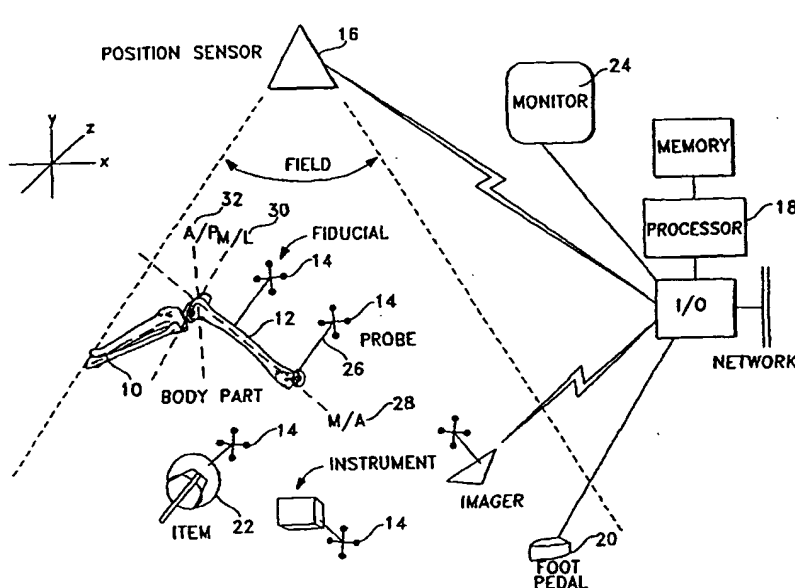 16
POSITION SENSOR
24
MONITOR
MEMORY
y
z
x
FIELD
18
PROCESSOR
32
30
A/P
M/L
FIDUCIAL
14
I/O
12
14
PROBE
26
NETWORK
10
BODY PART
M/A
28
14
INSTRUMENT
IMAGER
22
ITEM
14
20
FOOT
PEDAL